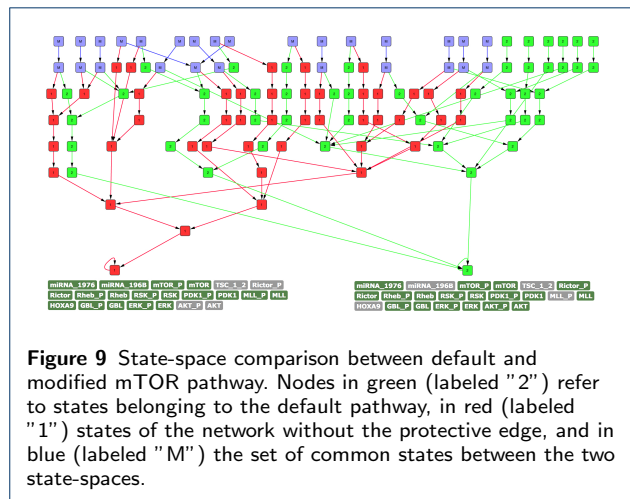 miRNA_1976 miRNA_196B mTOR_P mTOR TSC_1_2 Rictor_P
Rictor Rheb_P Rheb RSK_P RSK PDK1_P PDK1 MLL_P MLL
HOXA9 GBL_P GBL ERK_P ERK AKT_P AKT
miRNA_1976 miRNA_196B mTOR_P mTOR TSC_1_2 Rictor_P
Rictor Rheb_P Rheb RSK_P RSK PDK1_P PDK1 MLL_P MLL
HOXA9 GBL_P GBL ERK_P ERK AKT_P AKT
Figure 9 State-space comparison between default and
modified mTOR pathway. Nodes in green (labeled "2") refer
to states belonging to the default pathway, in red (labeled
"1") states of the network without the protective edge, and in
blue (labeled "M") the set of common states between the two
state-spaces.